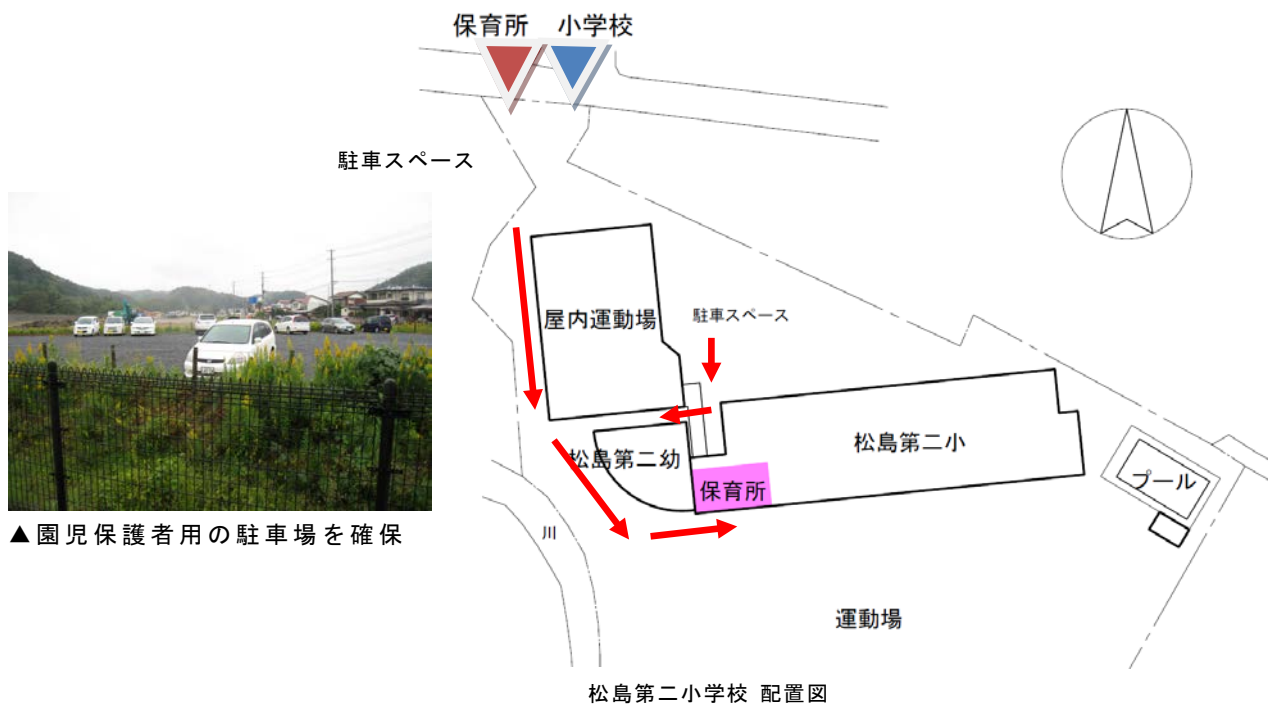 保育所 小学校
駐車スペース
屋内運動場
駐車スペース
松島第二幼
松島第二小
保育所
プール
▲園児保護者用の駐車場を確保
川
運動場
松島第二小学校 配置図